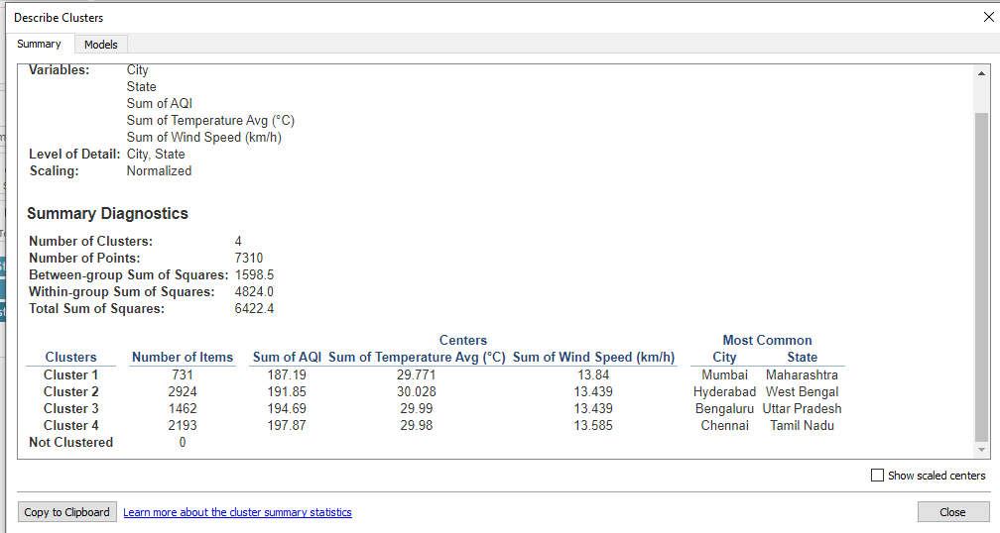 Describe Clusters
Summary Models
Variables: City
State
Sum of AQI
Sum of Temperature Avg (°C)
Sum of Wind Speed (km/h)
Level of Detail: City, State
Scaling: Normalized
Summary Diagnostics
Number of Clusters: 4
Number of Points: 7310
Between-group Sum of Squares: 1598.5
Within-group Sum of Squares: 4824.0
Total Sum of Squares: 6422.4
Centers Most Common
Clusters Number of Items Sum of AQI Sum of Temperature Avg (°C) Sum of Wind Speed (km/h) City State
Cluster 1 731 187.19 29.771 13.84 Mumbai Maharashtra
Cluster 2 2924 191.85 30.028 13.439 Hyderabad West Bengal
Cluster 3 1462 194.69 29.99 13.439 Bengaluru Uttar Pradesh
Cluster 4 2193 197.87 29.98 13.585 Chennai Tamil Nadu
Not Clustered 0
Show scaled centers
Copy to Clipboard Learn more about the cluster summary statistics Close